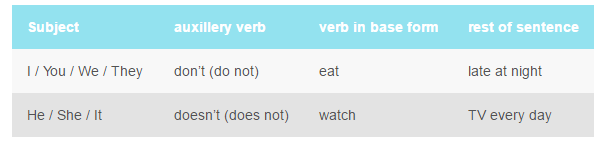 Subject auxillery verb verb in base form rest of sentence
I / You / We / They don't (do not) eat late at night
He / She / It doesn't (does not) watch TV every day